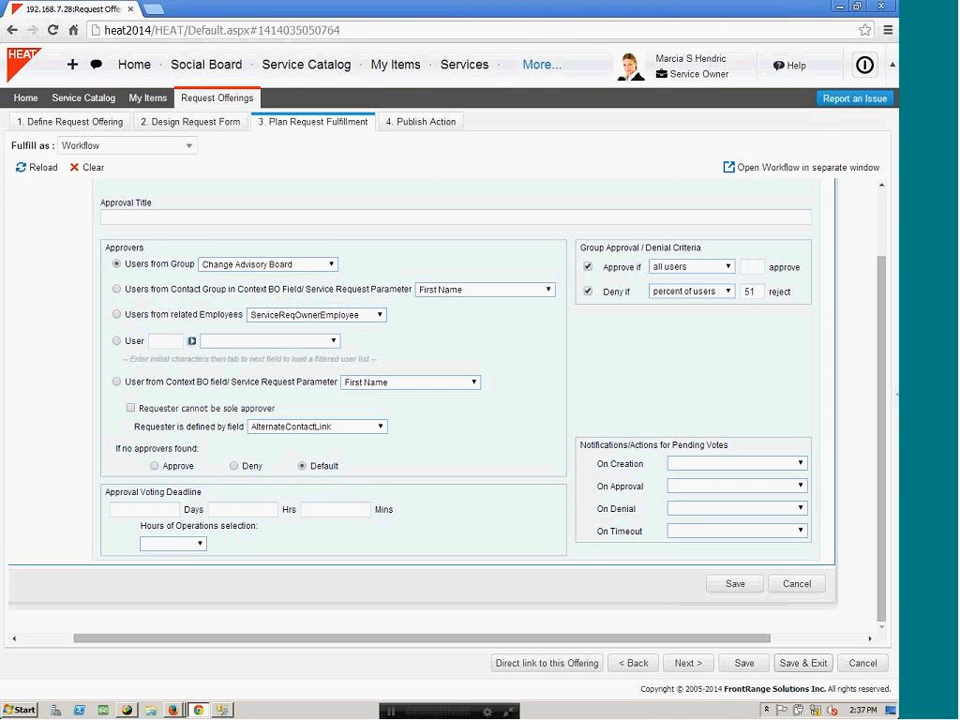 192.168.7.28:Request Offe
heat2014/HEAT/Default.aspx#1414035050764
HEAT
Home
Social Board
Service Catalog
My Items
Services
More...
Marcia S Hendric
Service Owner
Help
Home
Service Catalog
My Items
Request Offerings
Report an Issue
1. Define Request Offering
2. Design Request Form
3. Plan Request Fulfillment
4. Publish Action
Fulfill as : Workflow
Reload
Clear
Open Workflow in separate window
Approval Title
Approvers
Users from Group Change Advisory Board
Users from Contact Group in Context BO Field/ Service Request Parameter First Name
Users from related Employees ServiceReqOwnerEmployee
User
-- Enter initial characters then tab to next field to load a filtered user list --
User from Context BO field/ Service Request Parameter First Name
Requester cannot be sole approver
Requester is defined by field AlternateContactLink
If no approvers found:
Approve Deny Default
Group Approval / Denial Criteria
Approve if all users approve
Deny if percent of users 51 reject
Notifications/Actions for Pending Votes
On Creation
On Approval
On Denial
On Timeout
Approval Voting Deadline
Days Hrs Mins
Hours of Operations selection:
Save Cancel
Direct link to this Offering < Back Next > Save Save & Exit Cancel
Copyright © 2005-2014 FrontRange Solutions Inc. All rights reserved.
Start
2:37 PM